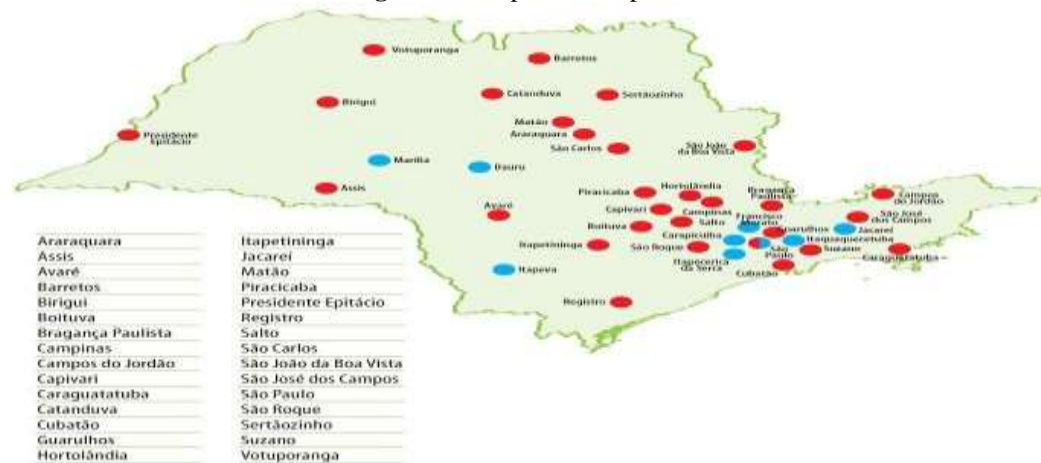 Votuporanga
Barretos
Catanduva
Sertãozinho
Birigui
Matão
Araraquara
São Carlos
Presidente
Epitácio
São João
da Boa Vista
Marília
Bauru
Assis
Piracicaba
Hortolândia
Bragança
Paulista
Campos
do Jordão
Avaré
Capivari
Campinas
Francisco
Morato
São José
dos Campos
Boituva
Salto
Guarulhos
Jacareí
Carapicuíba
Itaquaquecetuba
Itapetininga
São Roque
São
Paulo
Suzano
Caraguatatuba
Itapeva
Itapecerica
da Serra
Cubatão
Registro
Araraquara
Assis
Avaré
Barretos
Birigui
Boituva
Bragança Paulista
Campinas
Campos do Jordão
Capivari
Caraguatatuba
Catanduva
Cubatão
Guarulhos
Hortolândia
Itapetininga
Jacareí
Matão
Piracicaba
Presidente Epitácio
Registro
Salto
São Carlos
São João da Boa Vista
São José dos Campos
São Paulo
São Roque
Sertãozinho
Suzano
Votuporanga